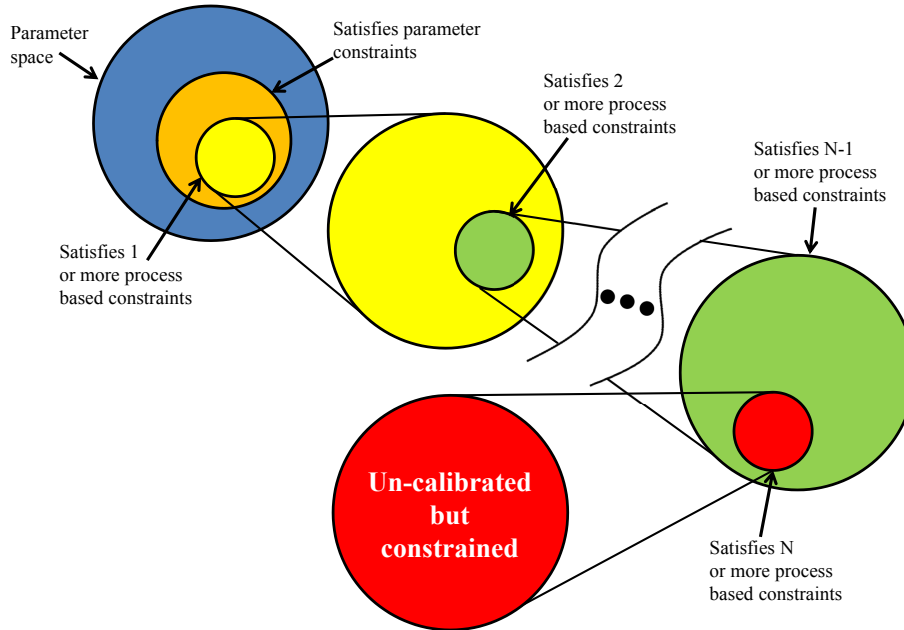 Parameter
space
Satisfies parameter
constraints
Satisfies 1
or more process
based constraints
Satisfies 2
or more process
based constraints
Satisfies N-1
or more process
based constraints
Un-calibrated
but
constrained
Satisfies N
or more process
based constraints